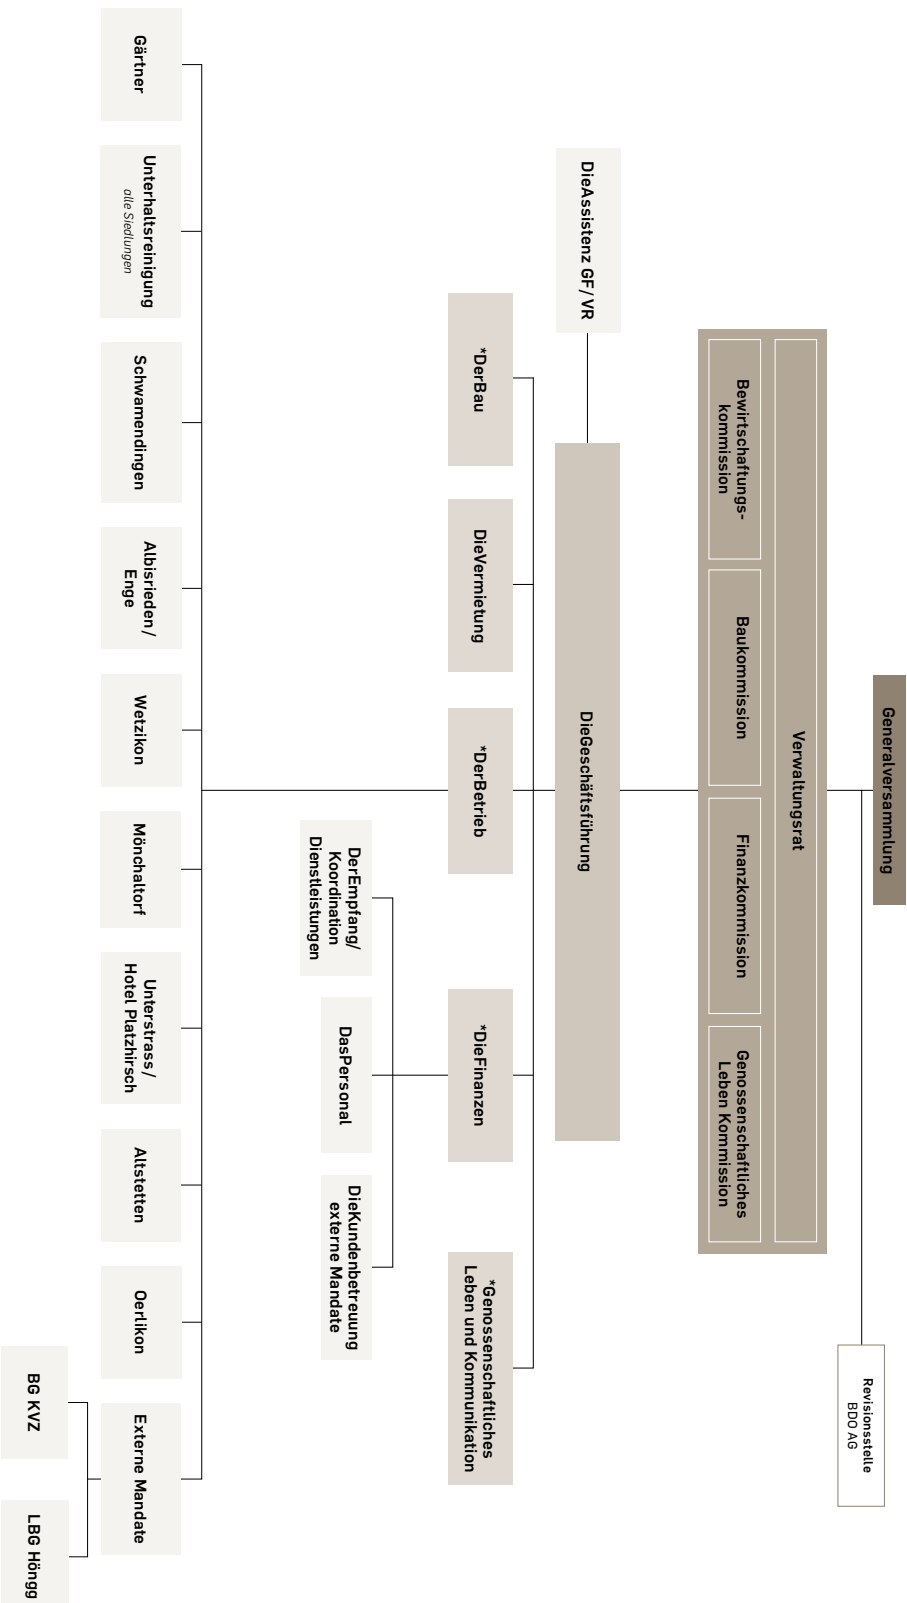 Generalversammlung
Revisionsstelle
BDO AG
Verwaltungsrat
Bewirtschaftungs-
kommission
Baukommission
Finanzkommission
Genossenschaftliches
Leben Kommission
DieAssistenz GF/VR
DieGeschäftsführung
*DerBau
DieVermietung
*DerBetrieb
*DieFinanzen
*Genossenschaftliches
Leben und Kommunikation
DerEmpfang/
Koordination
Dienstleistungen
DasPersonal
DieKundenbetreuung
externe Mandate
Gärtner
Unterhaltsreinigung
alle Siedlungen
Schwamendingen
Albisrieden/
Enge
Wetzikon
Mönchaltorf
Unterstrass/
Hotel Platzhirsch
Altstetten
Oerlikon
Externe Mandate
BG KVZ
LBG Höngg